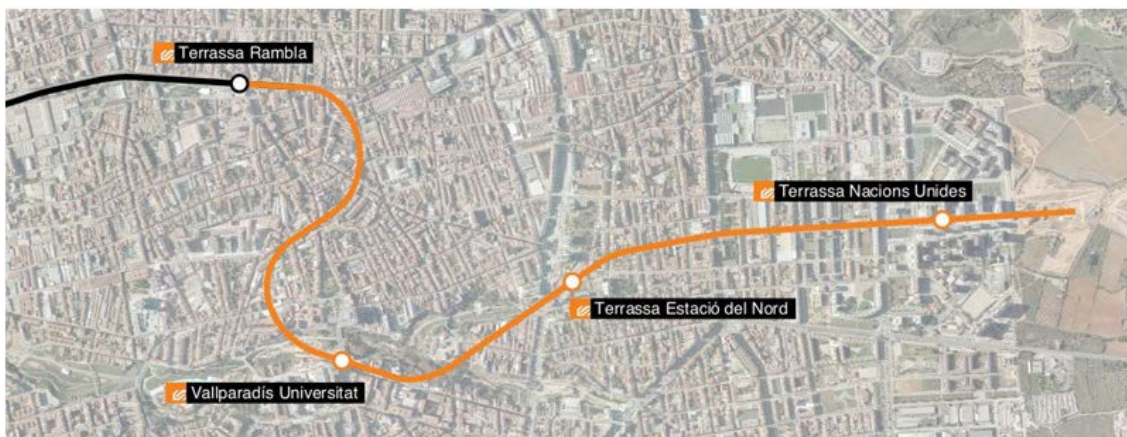 Terrassa Rambla
Terrassa Nacions Unides
Terrassa Estació del Nord
Vallparadís Universitat